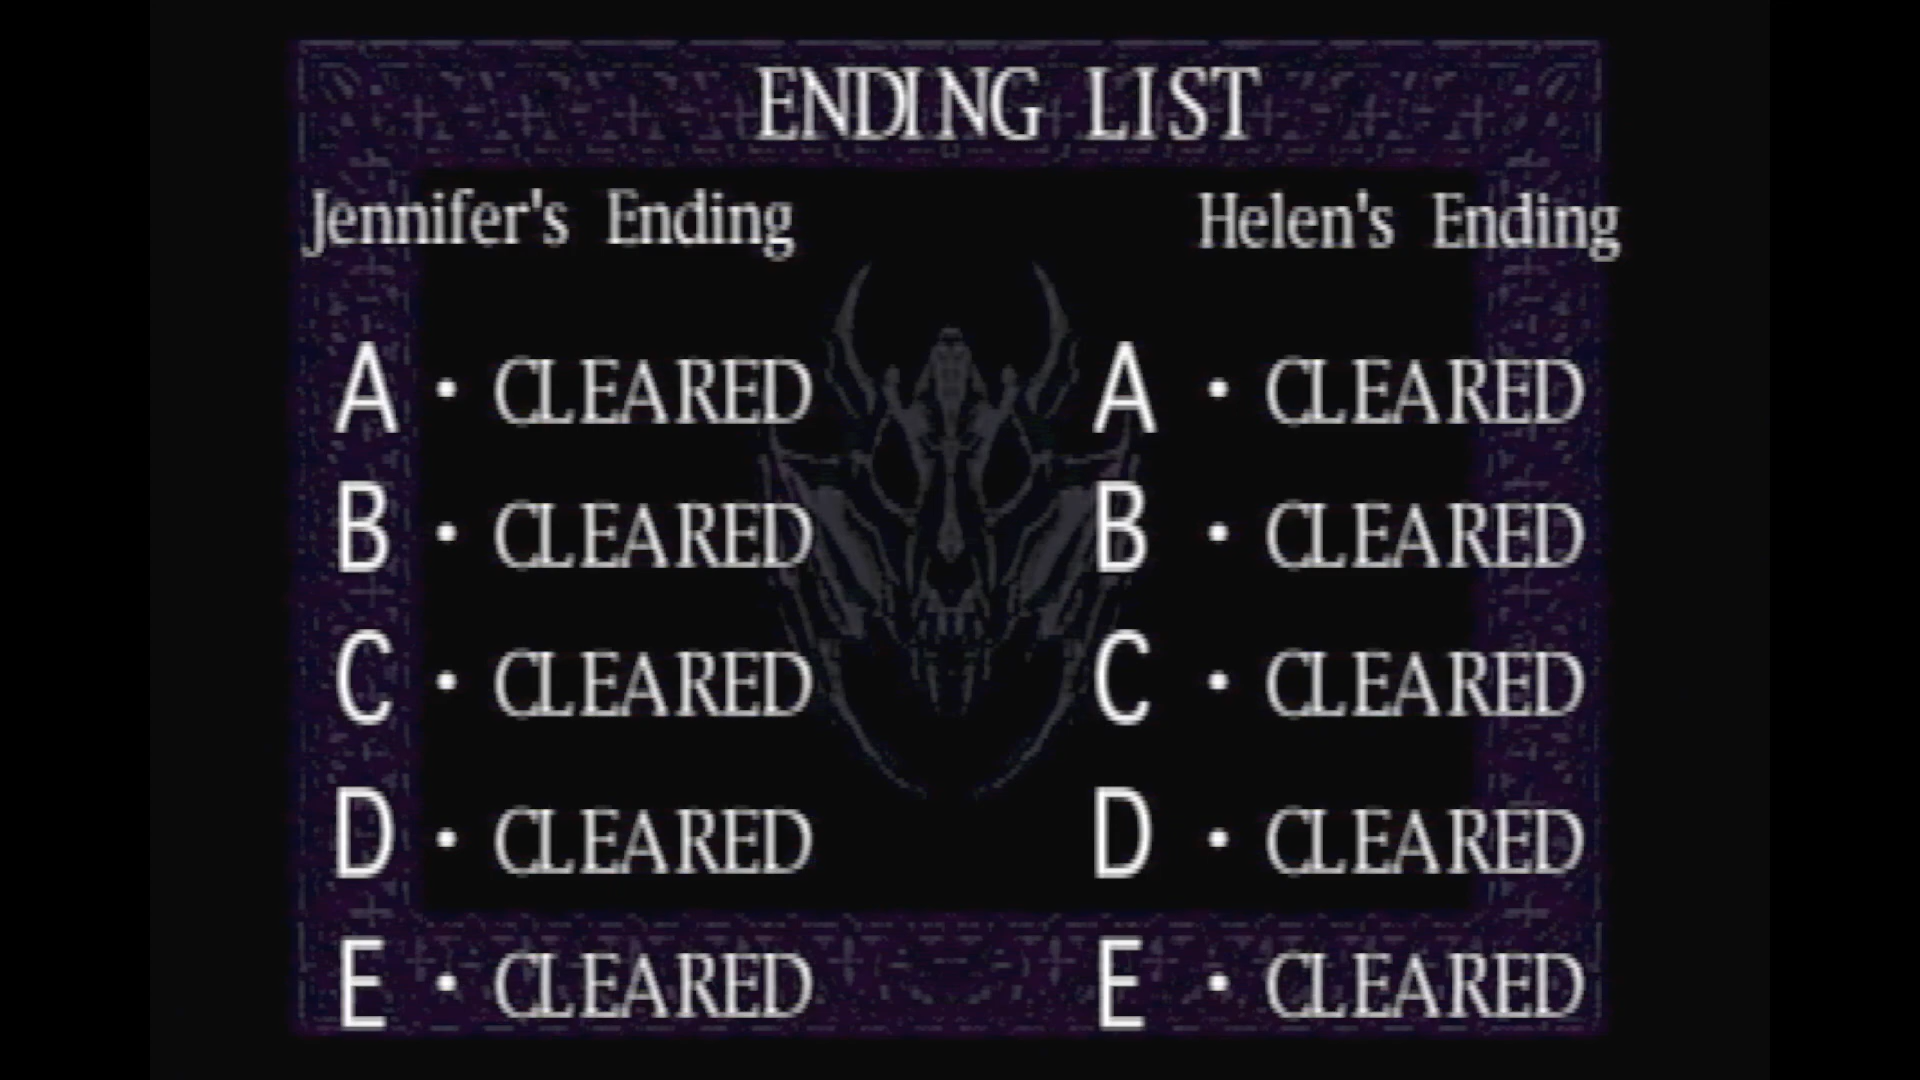 ENDING LIST
Jennifer's Ending Helen's Ending
A • CLEARED A • CLEARED
B • CLEARED B • CLEARED
C • CLEARED C • CLEARED
D • CLEARED D • CLEARED
E • CLEARED E • CLEARED